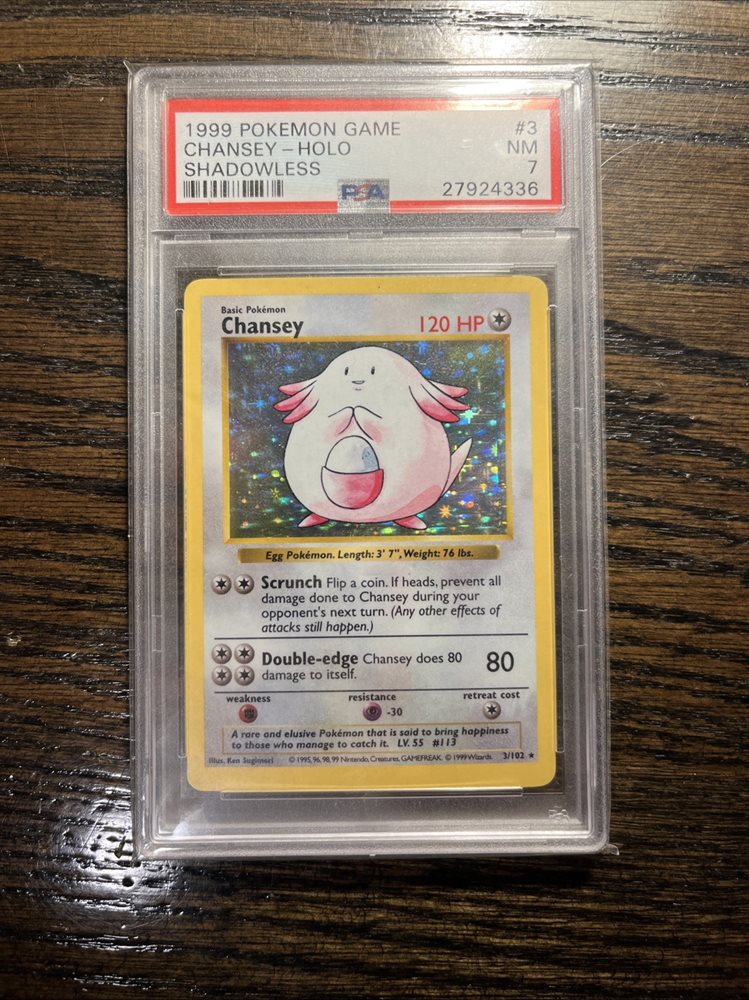 1999 POKEMON GAME #3
CHANSEY – HOLO NM
SHADOWLESS 7
PSA 27924336
Basic Pokémon
Chansey 120 HP
Egg Pokémon. Length: 3' 7", Weight: 76 lbs.
Scrunch Flip a coin. If heads, prevent all
damage done to Chansey during your
opponent's next turn. (Any other effects of
attacks still happen.)
Double-edge Chansey does 80 80
damage to itself.
weakness resistance retreat cost
-30
A rare and elusive Pokémon that is said to bring happiness
to those who manage to catch it. LV. 55 #113
Illus. Ken Sugimori © 1995, 96, 98, 99 Nintendo, Creatures, GAMEFREAK. © 1999 Wizards. 3/102 ★